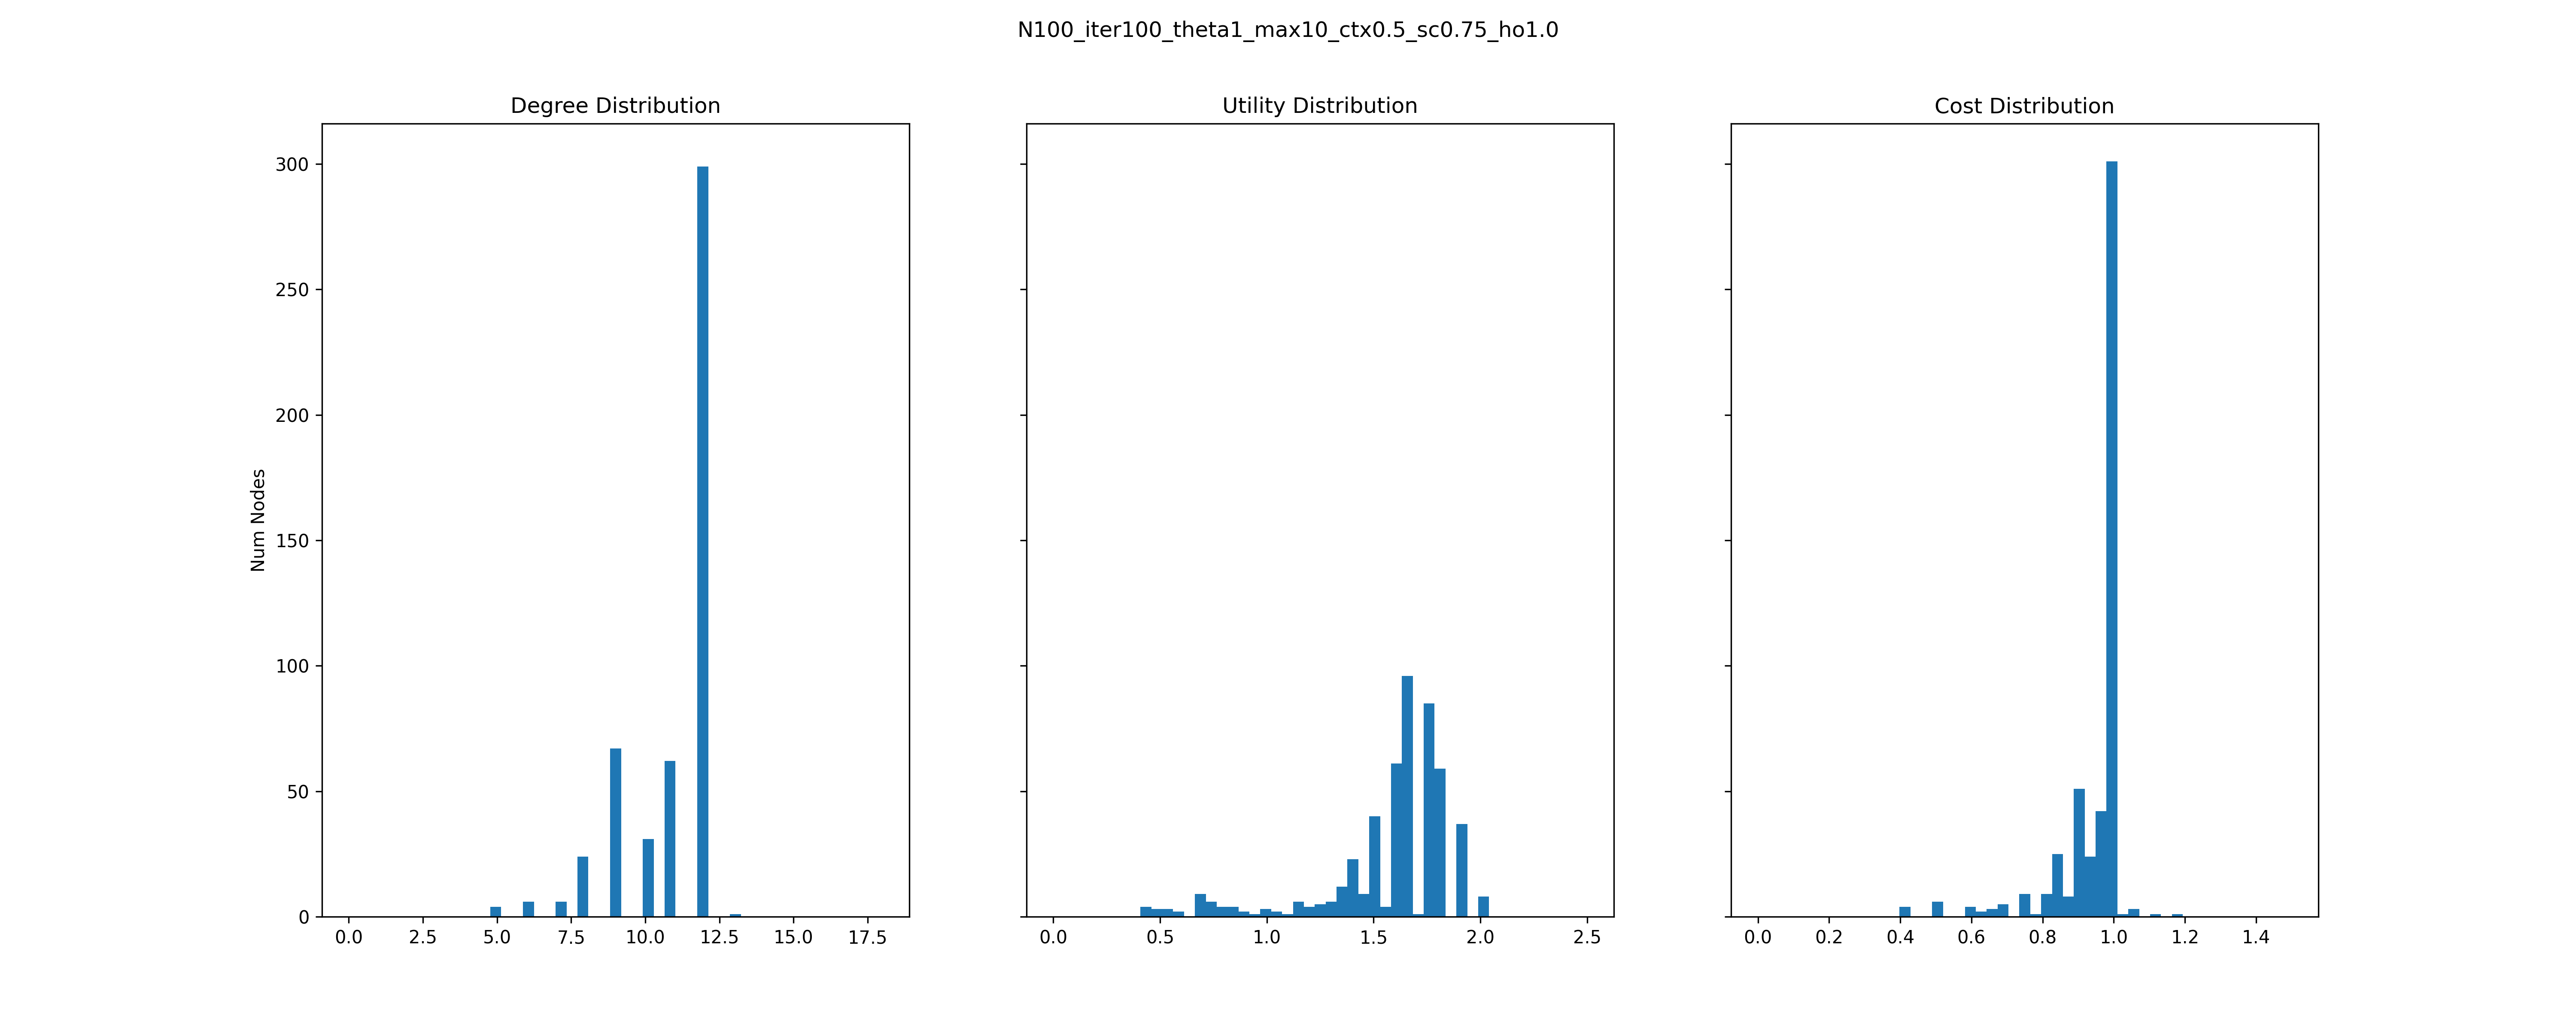 N100_iter100_theta1_max10_ctx0.5_sc0.75_ho1.0
Degree Distribution
Num Nodes
300
250
200
150
100
50
0
0.0 2.5 5.0 7.5 10.0 12.5 15.0 17.5
Utility Distribution
0.0 0.5 1.0 1.5 2.0 2.5
Cost Distribution
0.0 0.2 0.4 0.6 0.8 1.0 1.2 1.4